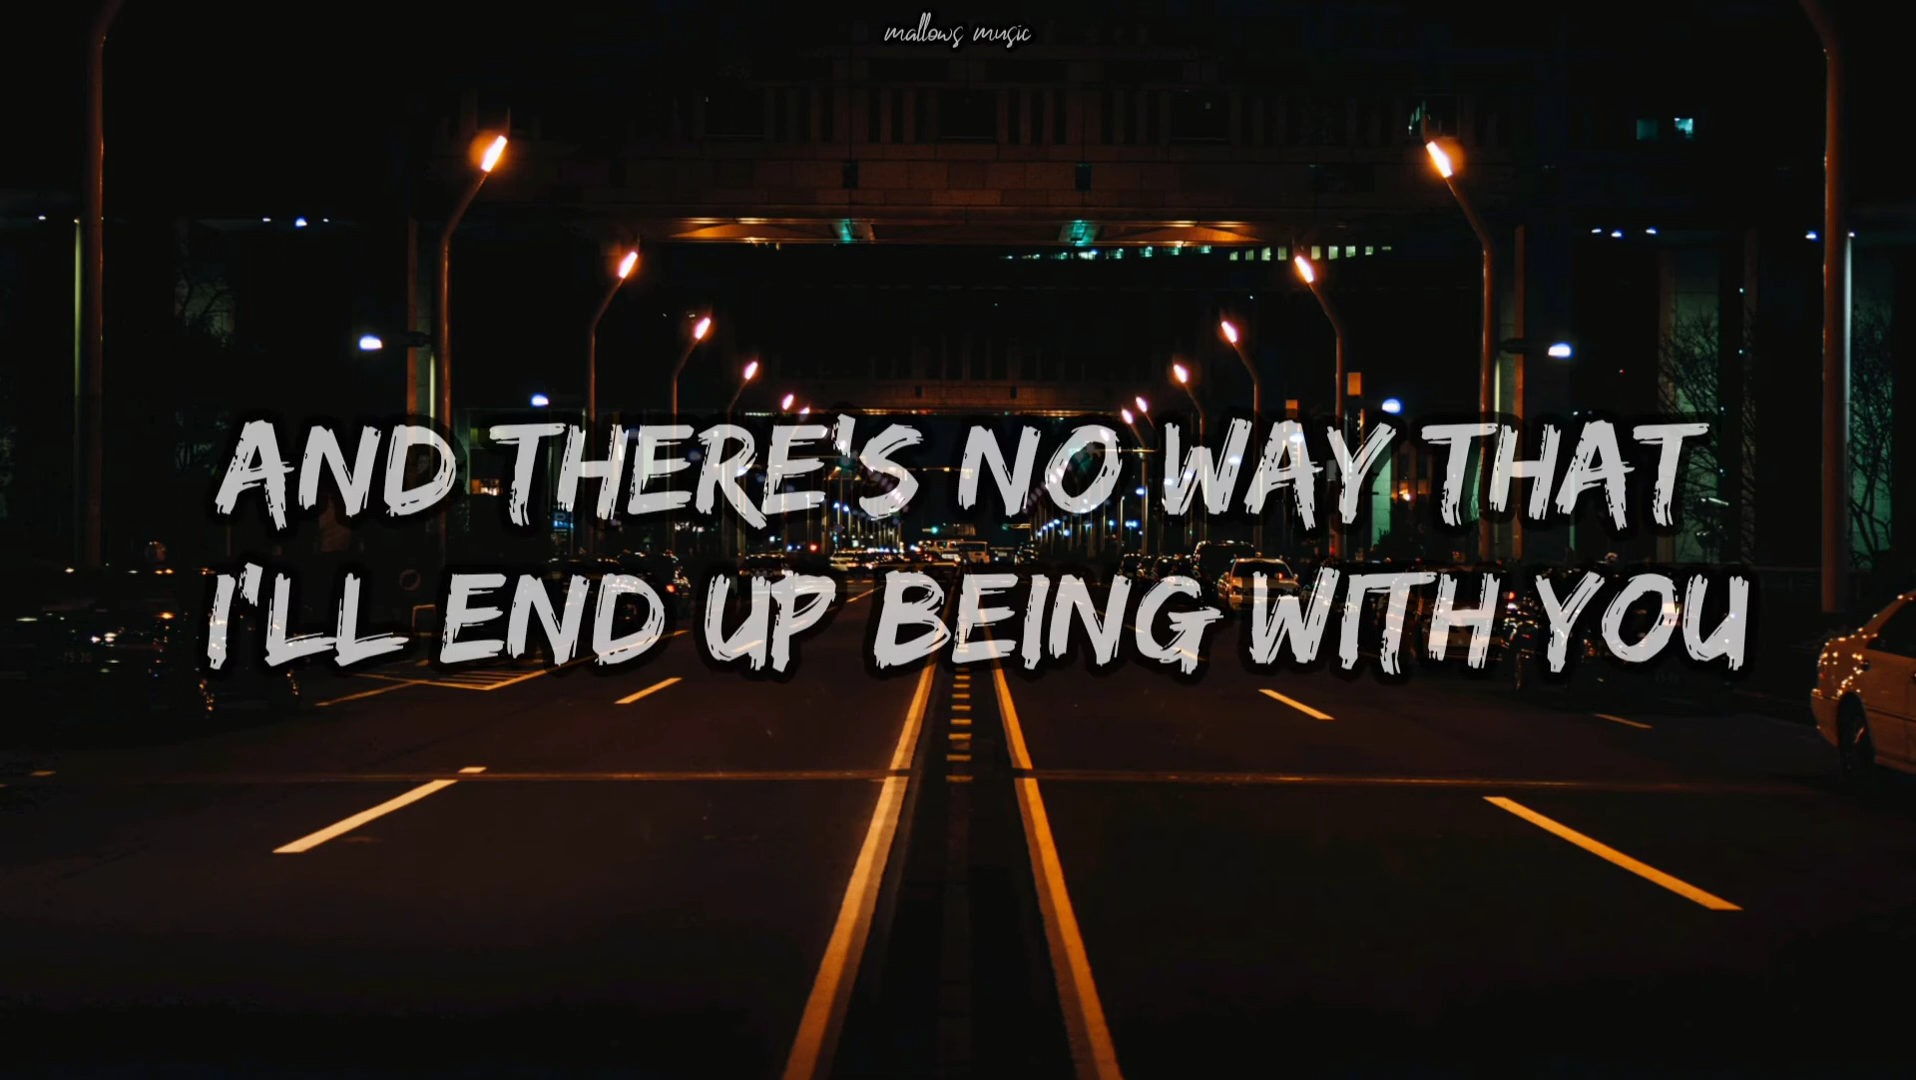 mallows music
AND THERE'S NO WAY THAT
I'LL END UP BEING WITH YOU